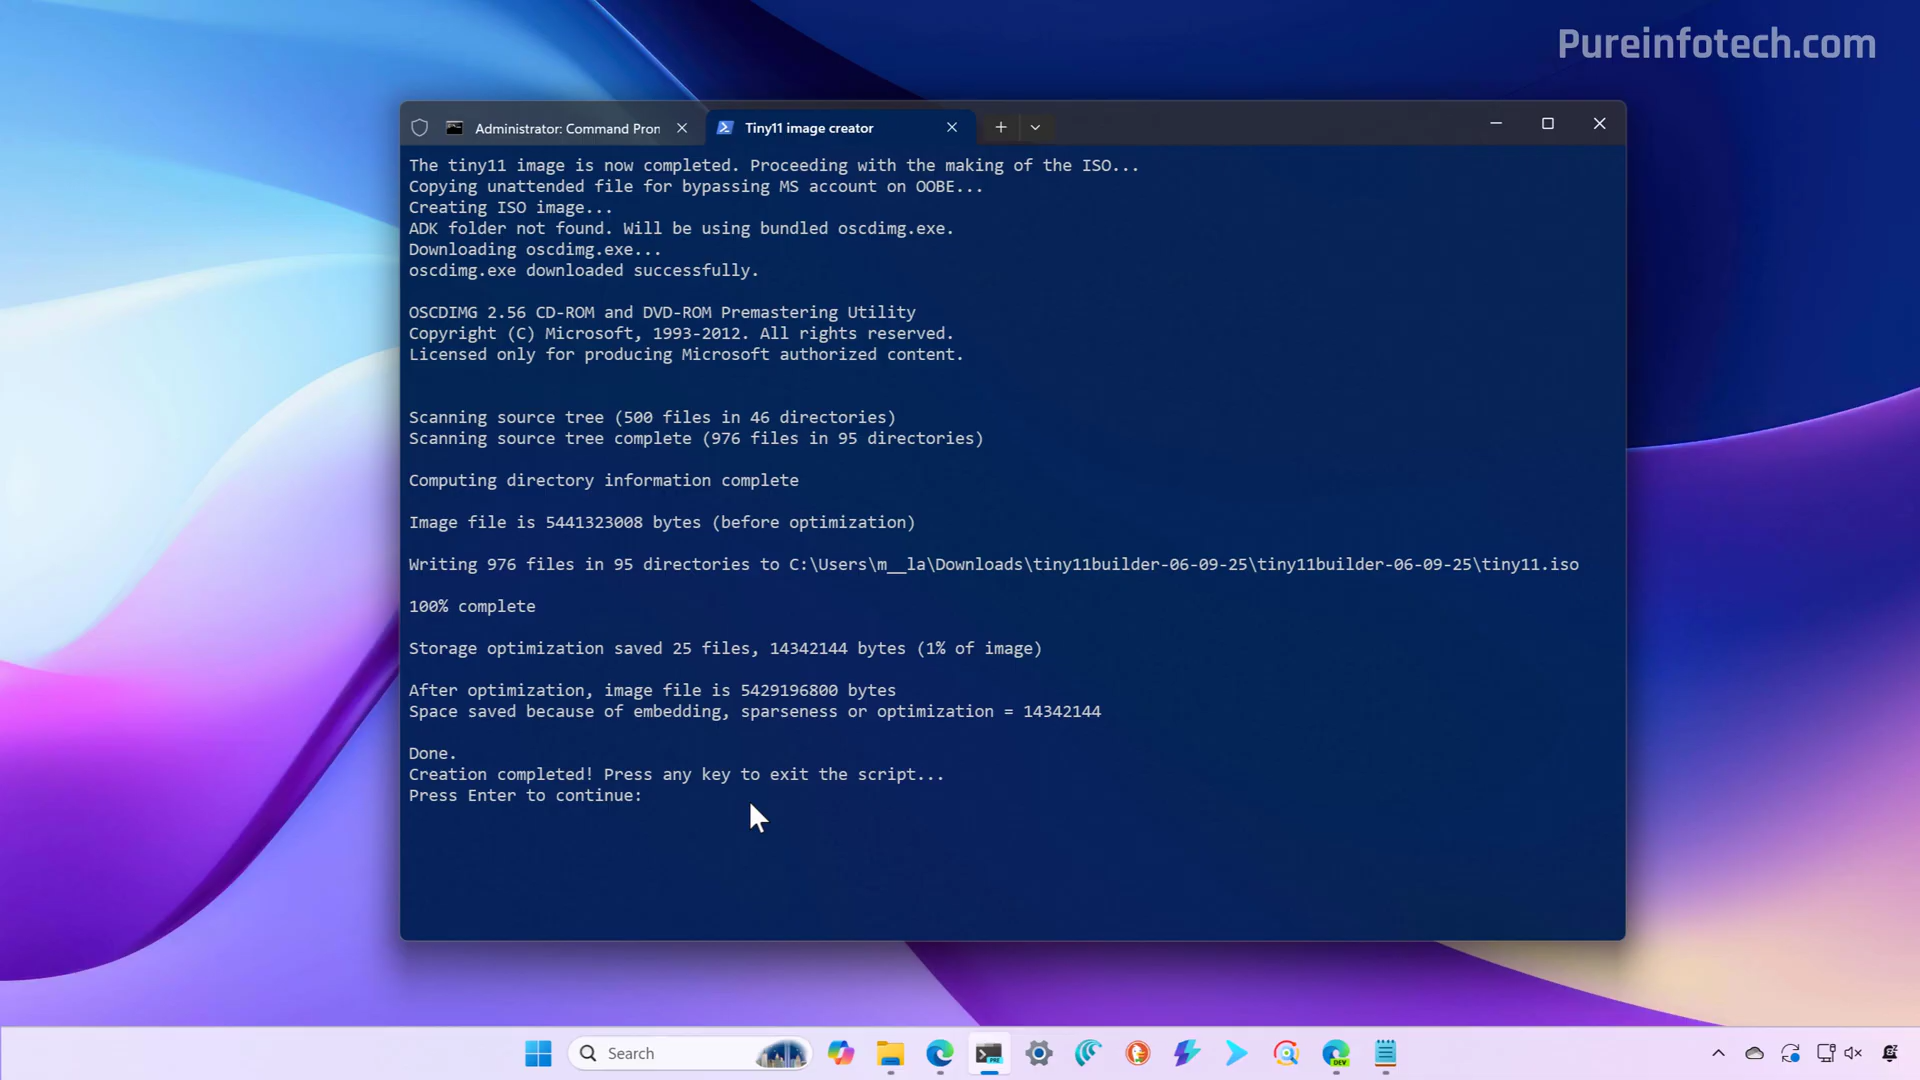 Pureinfotech.com
Administrator: Command Pron
Tiny11 image creator
The tiny11 image is now completed. Proceeding with the making of the ISO...
Copying unattended file for bypassing MS account on OOBE...
Creating ISO image...
ADK folder not found. Will be using bundled oscdimg.exe.
Downloading oscdimg.exe...
oscdimg.exe downloaded successfully.
OSCDIMG 2.56 CD-ROM and DVD-ROM Premastering Utility
Copyright (C) Microsoft, 1993-2012. All rights reserved.
Licensed only for producing Microsoft authorized content.
Scanning source tree (500 files in 46 directories)
Scanning source tree complete (976 files in 95 directories)
Computing directory information complete
Image file is 5441323008 bytes (before optimization)
Writing 976 files in 95 directories to C:\Users\m__la\Downloads\tiny11builder-06-09-25\tiny11builder-06-09-25\tiny11.iso
100% complete
Storage optimization saved 25 files, 14342144 bytes (1% of image)
After optimization, image file is 5429196800 bytes
Space saved because of embedding, sparseness or optimization = 14342144
Done.
Creation completed! Press any key to exit the script...
Press Enter to continue:
Search
PRE
DEV